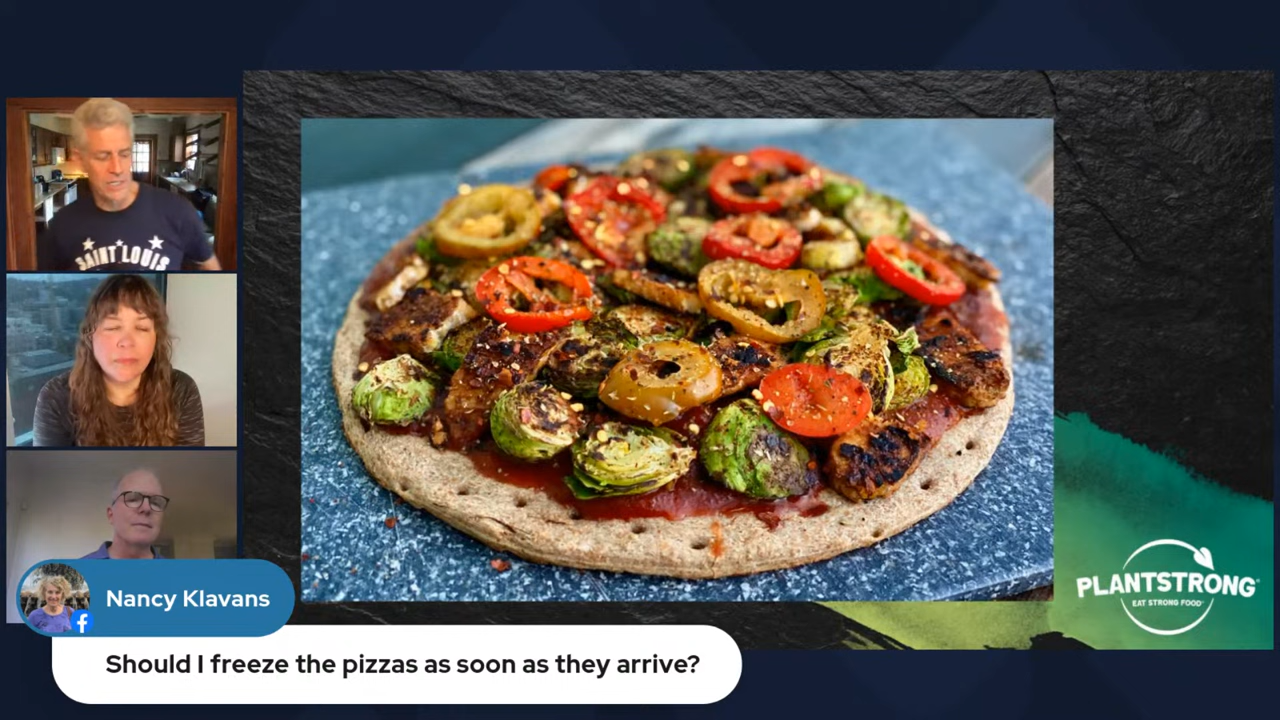 SAINT LOUIS
PLANTSTRONG
EAT STRONG FOOD
Nancy Klavans
Should I freeze the pizzas as soon as they arrive?